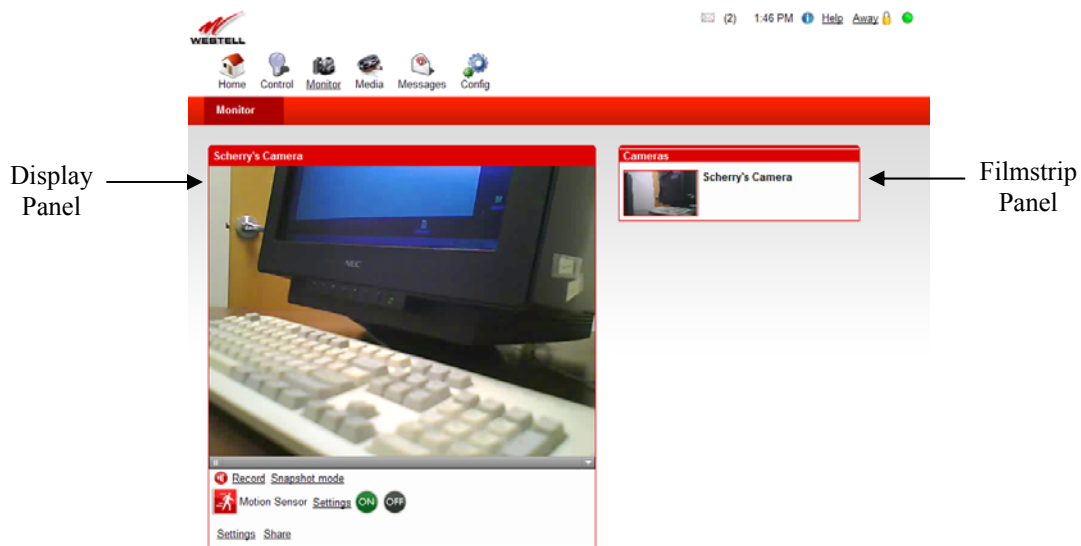 WESTELL
(2) 1:46 PM Help Away
Home Control Monitor Media Messages Config
Monitor
Display
Panel
Scherry's Camera
NEC
Cameras
Scherry's Camera
Filmstrip
Panel
Record Snapshot mode
Motion Sensor Settings ON OFF
Settings Share